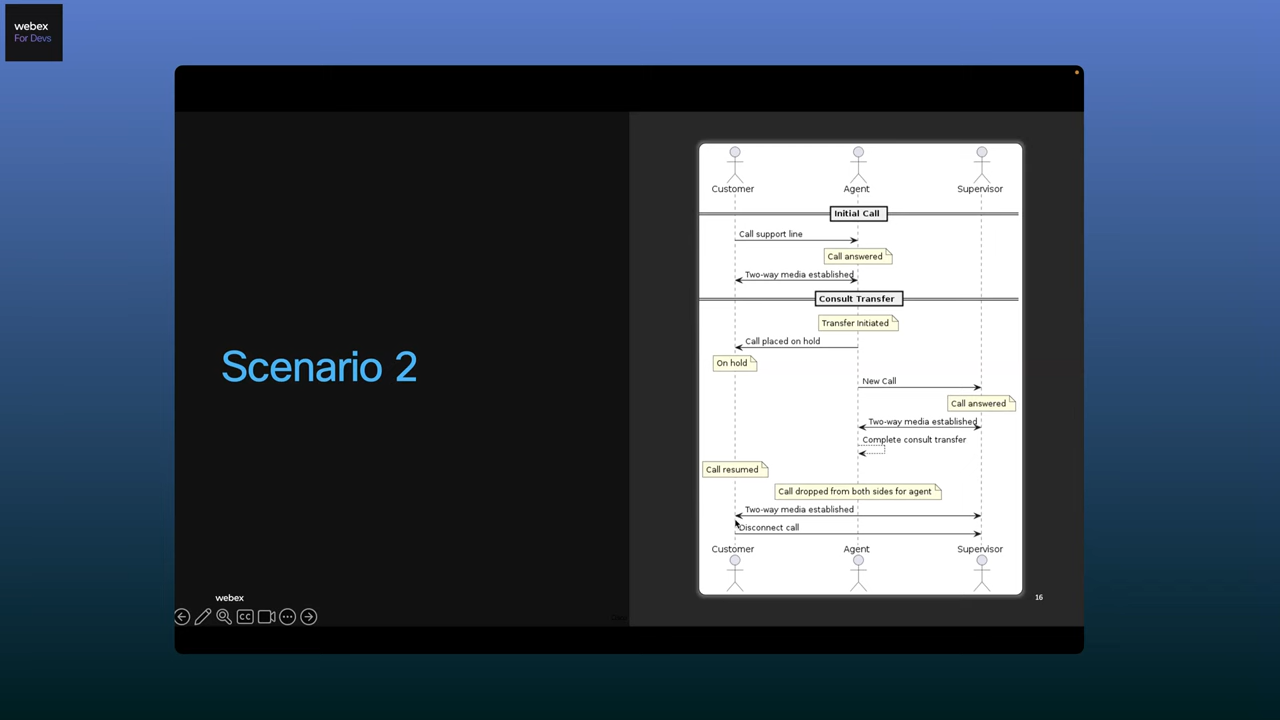 webex
For Devs
Scenario 2
Customer Agent Supervisor
Initial Call
Call support line
Call answered
Two-way media established
Consult Transfer
Transfer Initiated
Call placed on hold
On hold
New Call
Call answered
Two-way media established
Complete consult transfer
Call resumed
Call dropped from both sides for agent
Two-way media established
Disconnect call
Customer Agent Supervisor
webex
16
CC